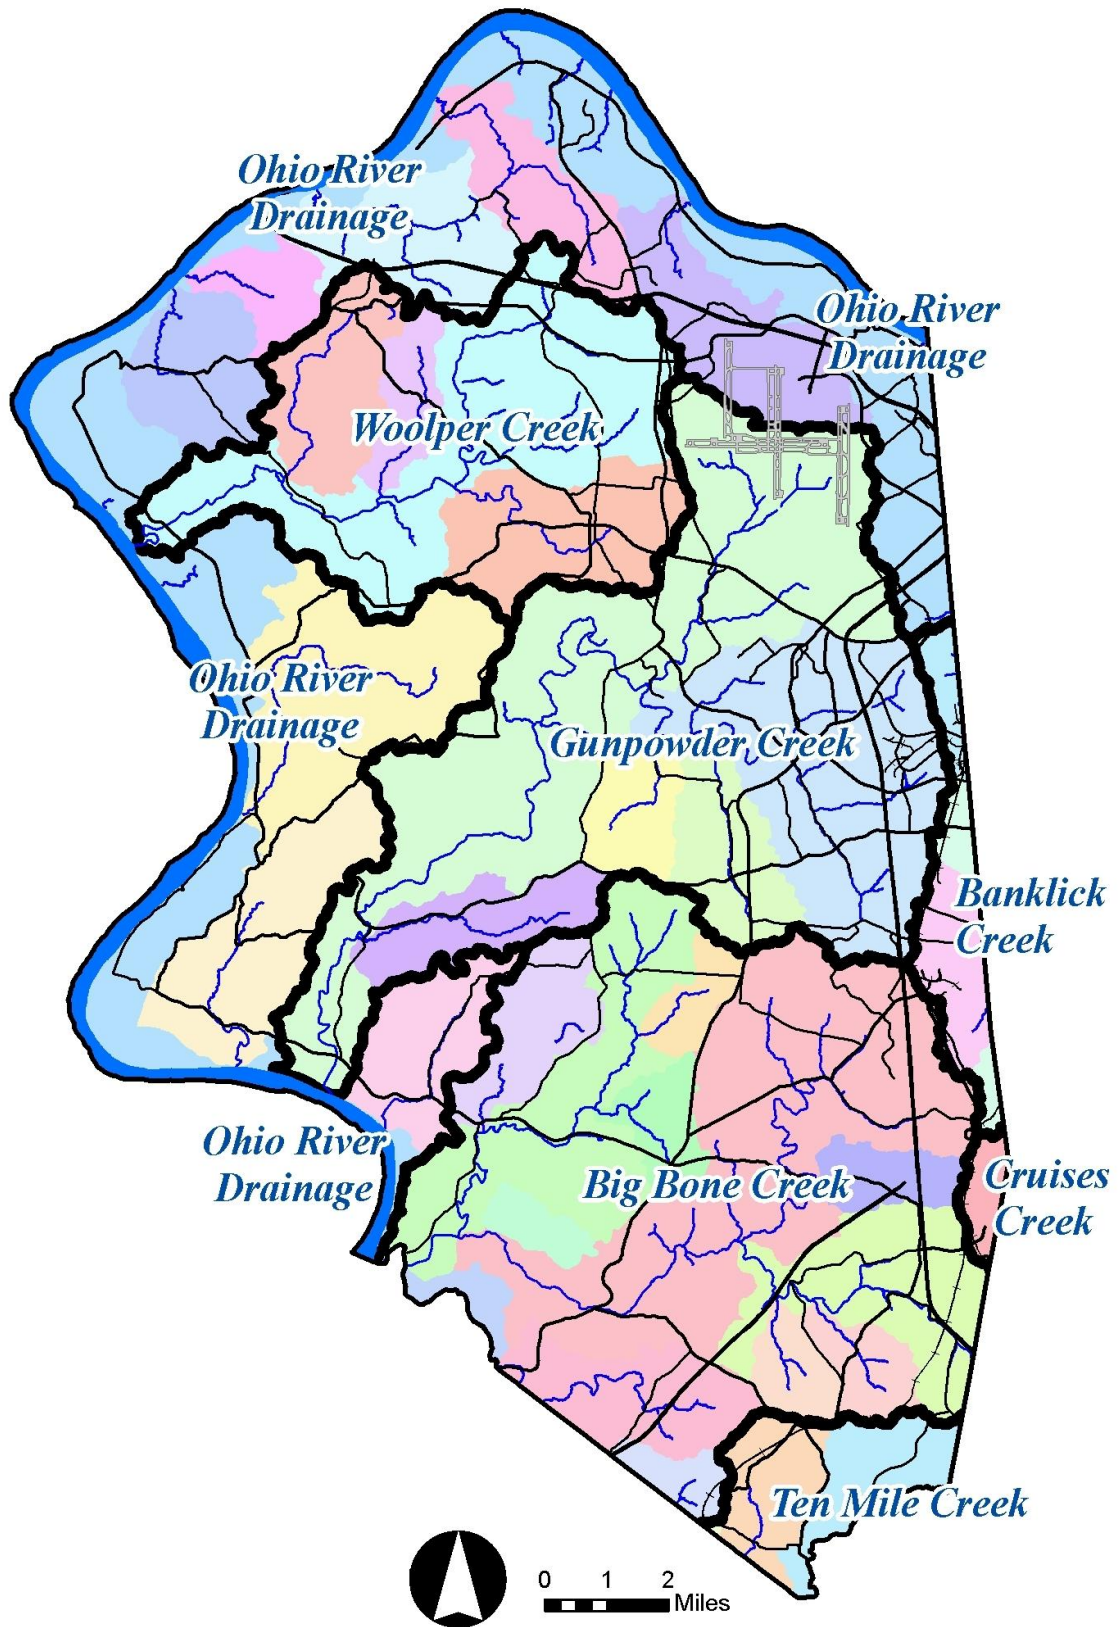 Ohio River
Drainage
Ohio River
Drainage
Woolper Creek
Ohio River
Drainage
Gunpowder Creek
Banklick
Creek
Ohio River
Drainage
Big Bone Creek
Cruises
Creek
Ten Mile Creek
0 1 2
Miles